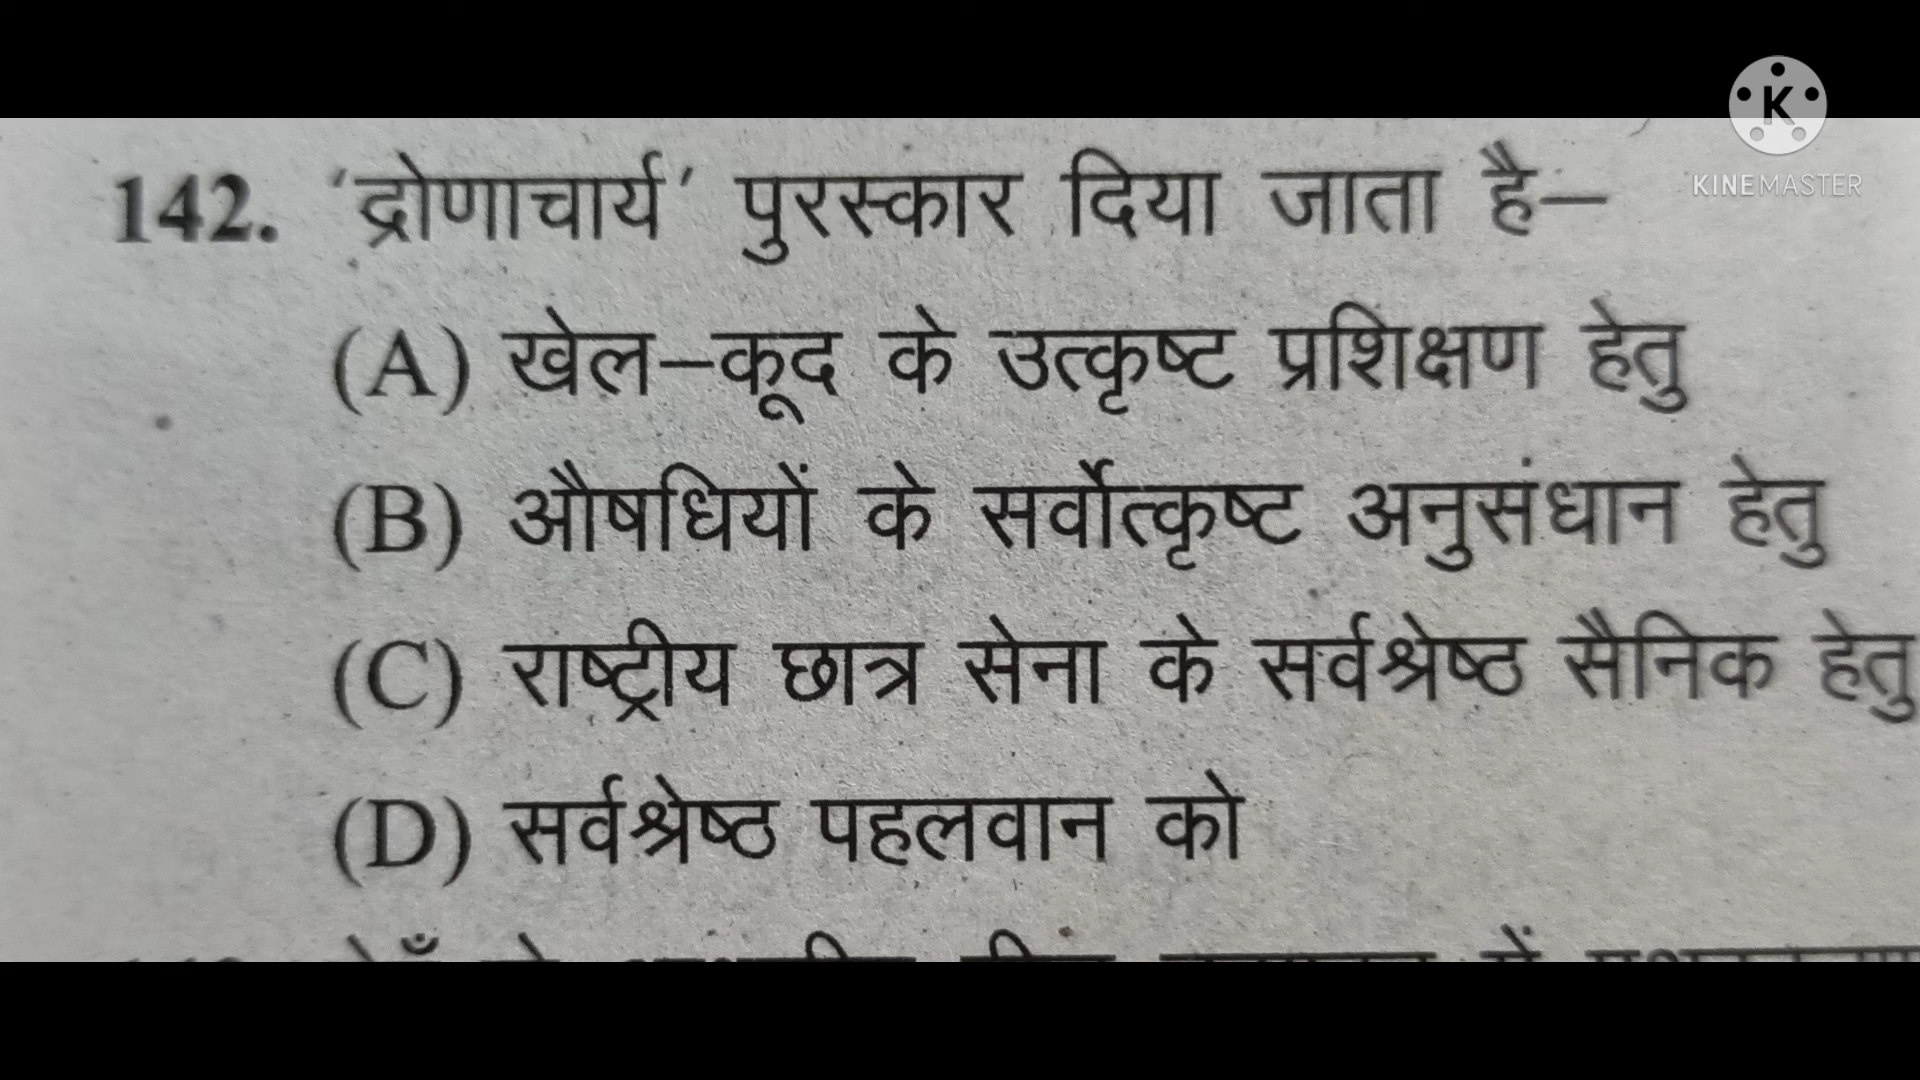 KINEMASTER
142. ‘द्रोणाचार्य’ पुरस्कार दिया जाता है–
(A) खेल–कूद के उत्कृष्ट प्रशिक्षण हेतु
(B) औषधियों के सर्वोत्कृष्ट अनुसंधान हेतु
(C) राष्ट्रीय छात्र सेना के सर्वश्रेष्ठ सैनिक हेतु
(D) सर्वश्रेष्ठ पहलवान को